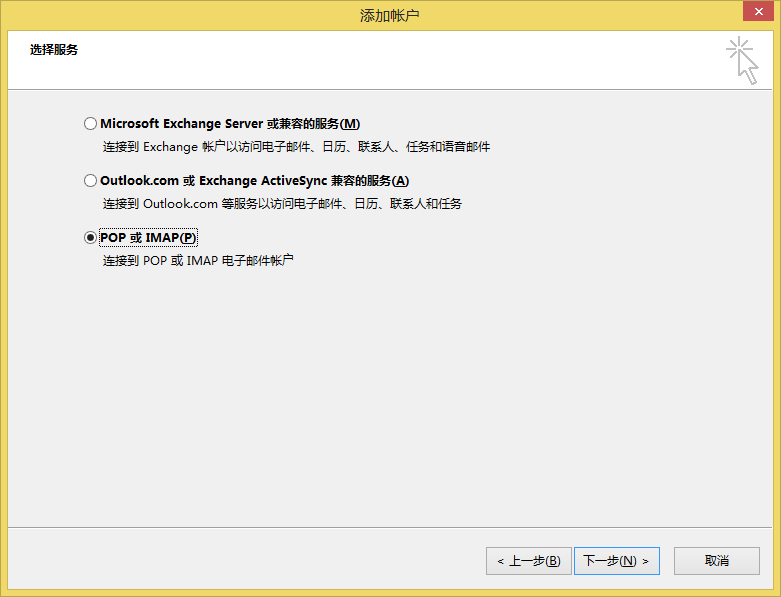 添加帐户
选择服务
Microsoft Exchange Server 或兼容的服务(M)
连接到 Exchange 帐户以访问电子邮件、日历、联系人、任务和语音邮件
Outlook.com 或 Exchange ActiveSync 兼容的服务(A)
连接到 Outlook.com 等服务以访问电子邮件、日历、联系人和任务
POP 或 IMAP(P)
连接到 POP 或 IMAP 电子邮件帐户
< 上一步(B) 下一步(N) > 取消